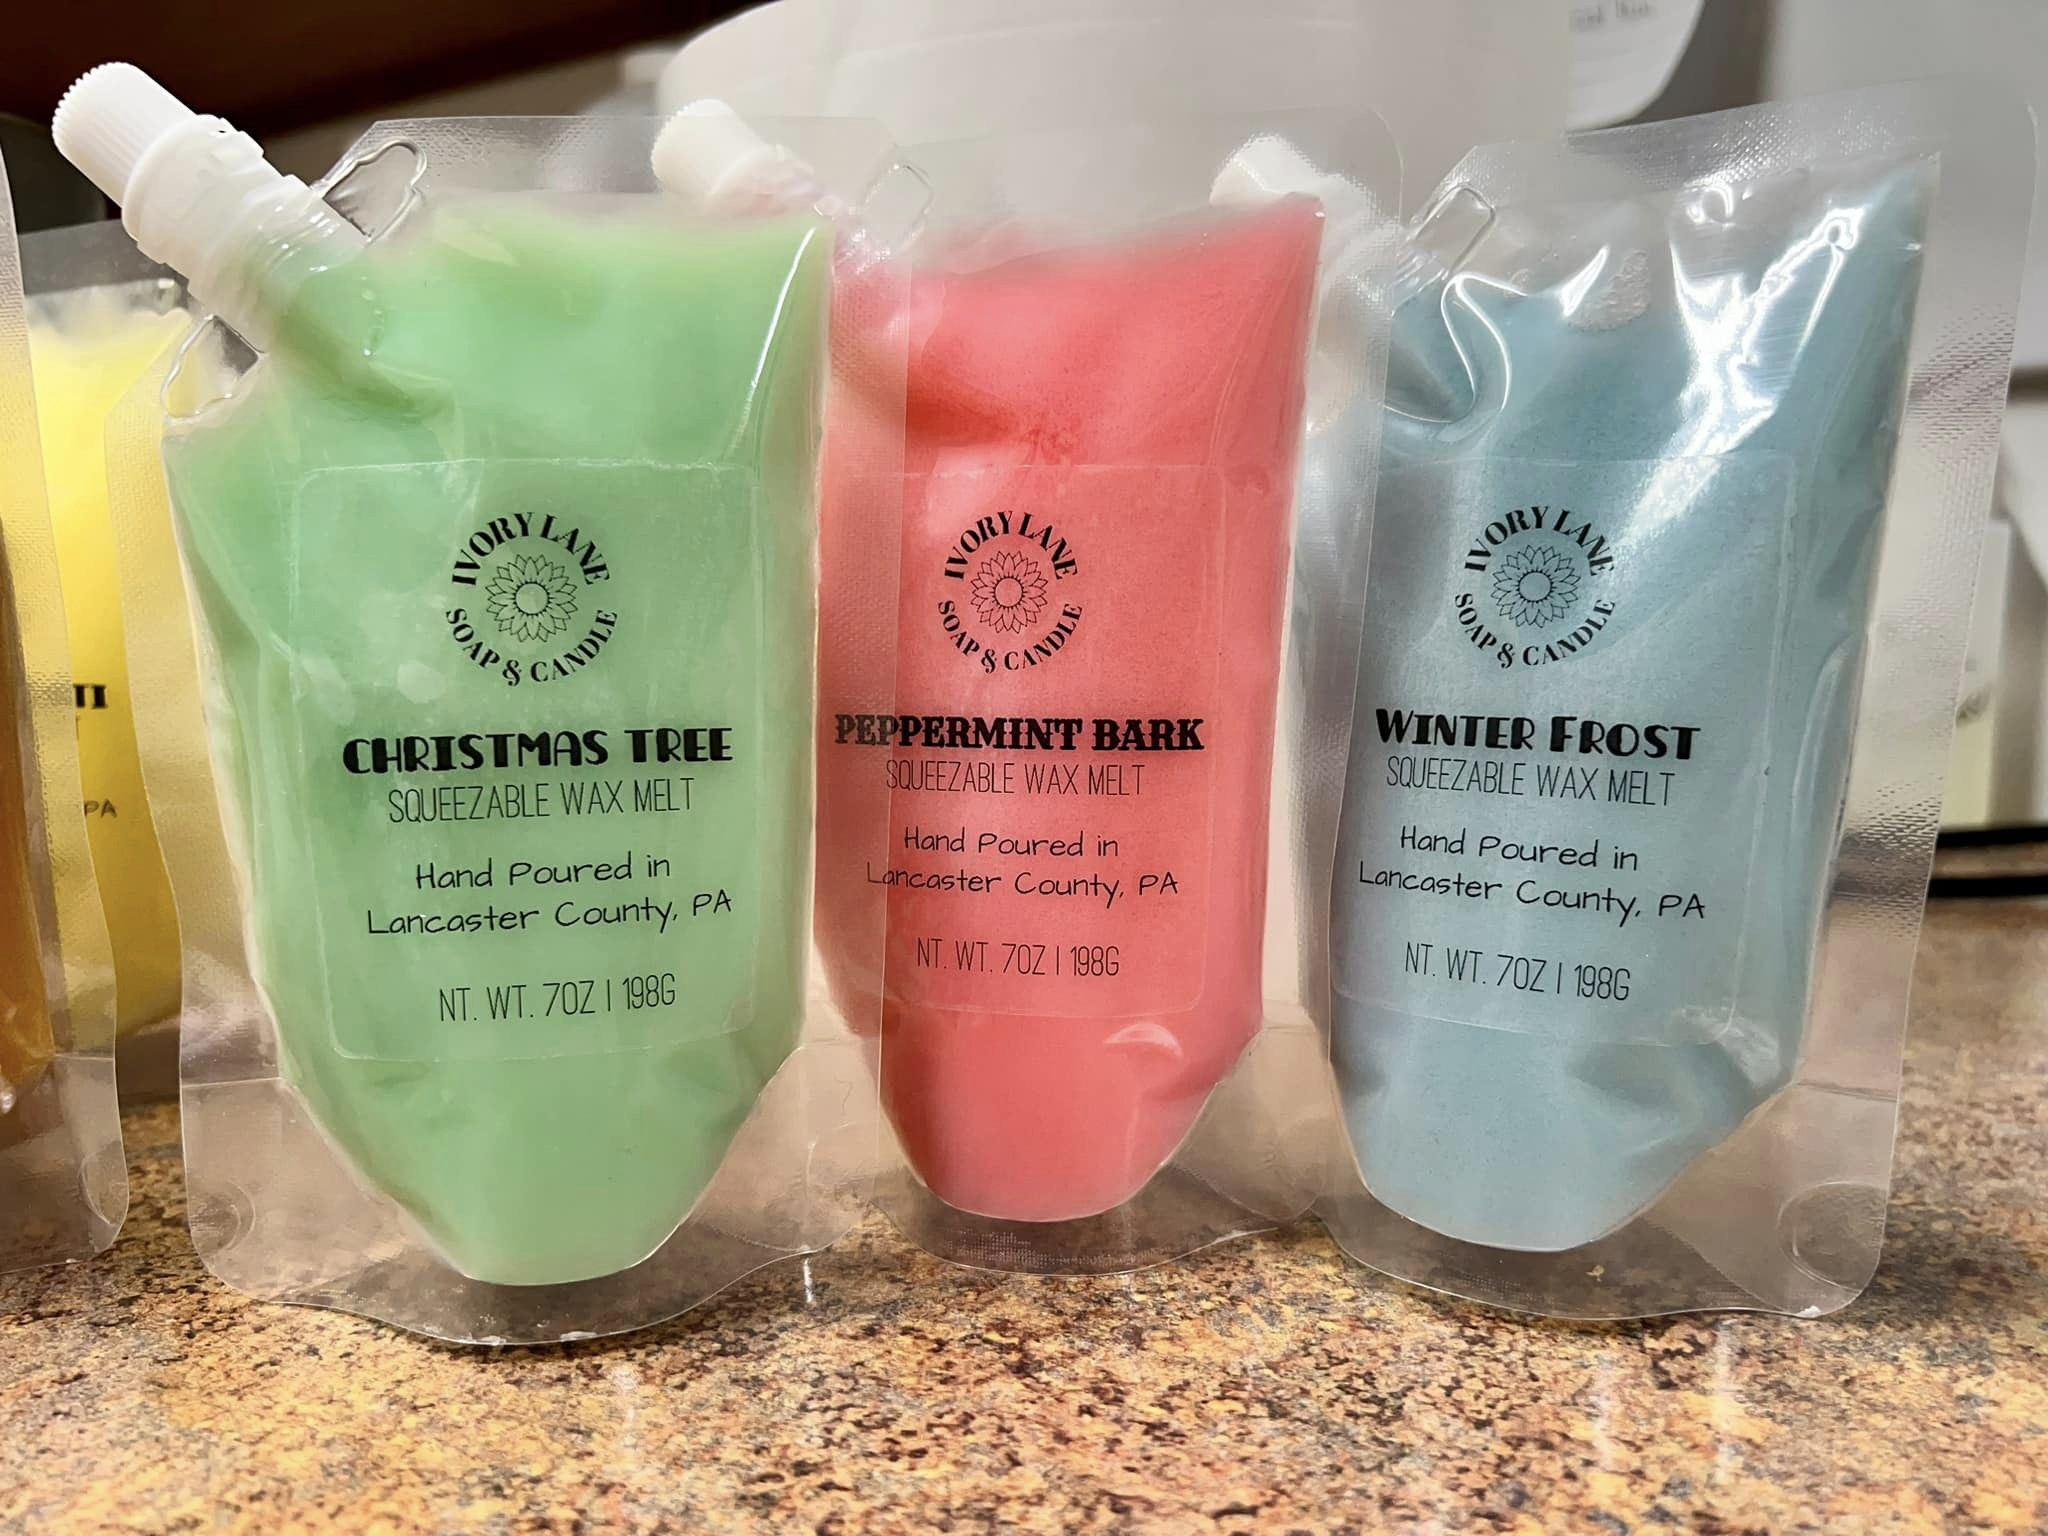 TI
PA
IVORY LANE
SOAP & CANDLE
CHRISTMAS TREE
SQUEEZABLE WAX MELT
Hand Poured in
Lancaster County, PA
NT. WT. 7OZ | 198G
IVORY LANE
SOAP & CANDLE
PEPPERMINT BARK
SQUEEZABLE WAX MELT
Hand Poured in
Lancaster County, PA
NT. WT. 7OZ | 198G
IVORY LANE
SOAP & CANDLE
WINTER FROST
SQUEEZABLE WAX MELT
Hand Poured in
Lancaster County, PA
NT. WT. 7OZ | 198G